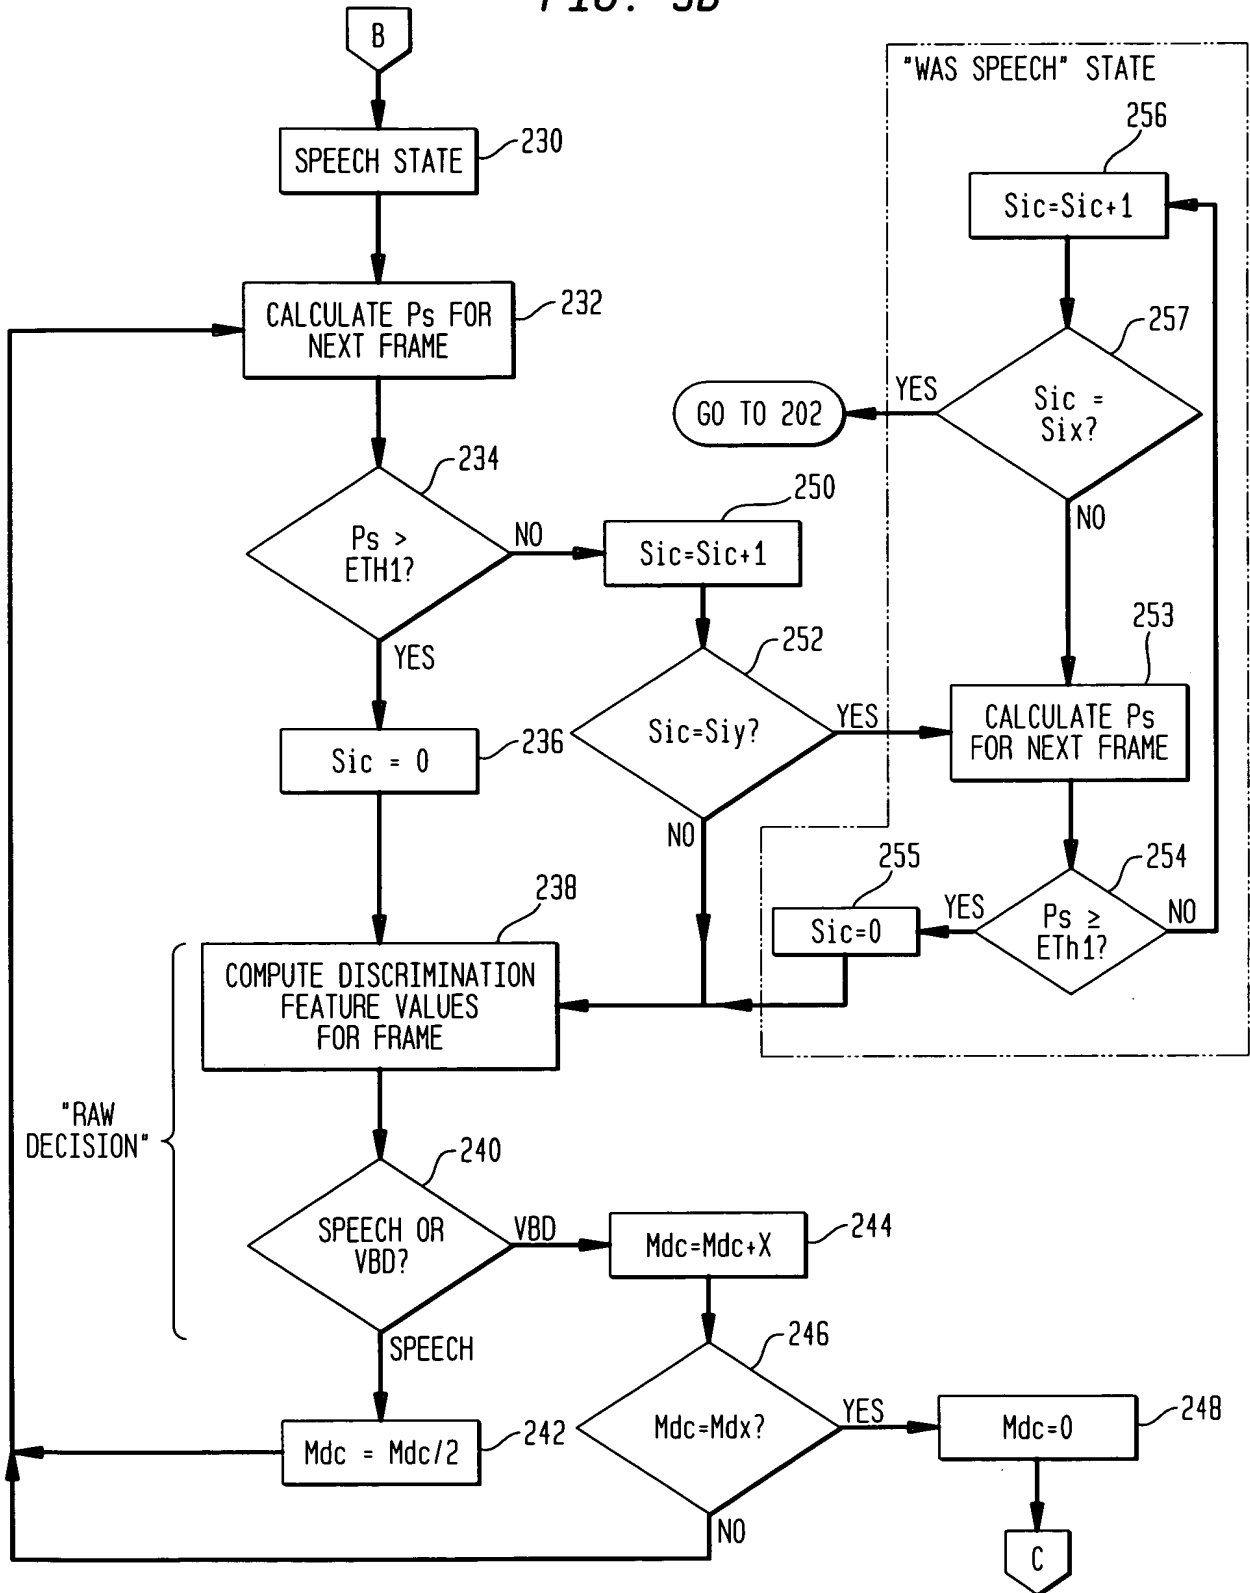 FIG. 3B
B
"WAS SPEECH" STATE
SPEECH STATE
230
256
Sic=Sic+1
CALCULATE Ps FOR
NEXT FRAME
232
257
Sic =
Six?
YES
GO TO 202
NO
234
Ps >
ETH1?
NO
YES
250
Sic=Sic+1
252
Sic=Siy?
YES
NO
253
CALCULATE Ps
FOR NEXT FRAME
Sic = 0
236
254
Ps ≥
ETh1?
YES
NO
255
Sic=0
238
COMPUTE DISCRIMINATION
FEATURE VALUES
FOR FRAME
"RAW
DECISION"
240
SPEECH OR
VBD?
VBD
SPEECH
Mdc=Mdc+X
244
246
Mdc=Mdx?
YES
NO
Mdc=0
248
Mdc = Mdc/2
242
C